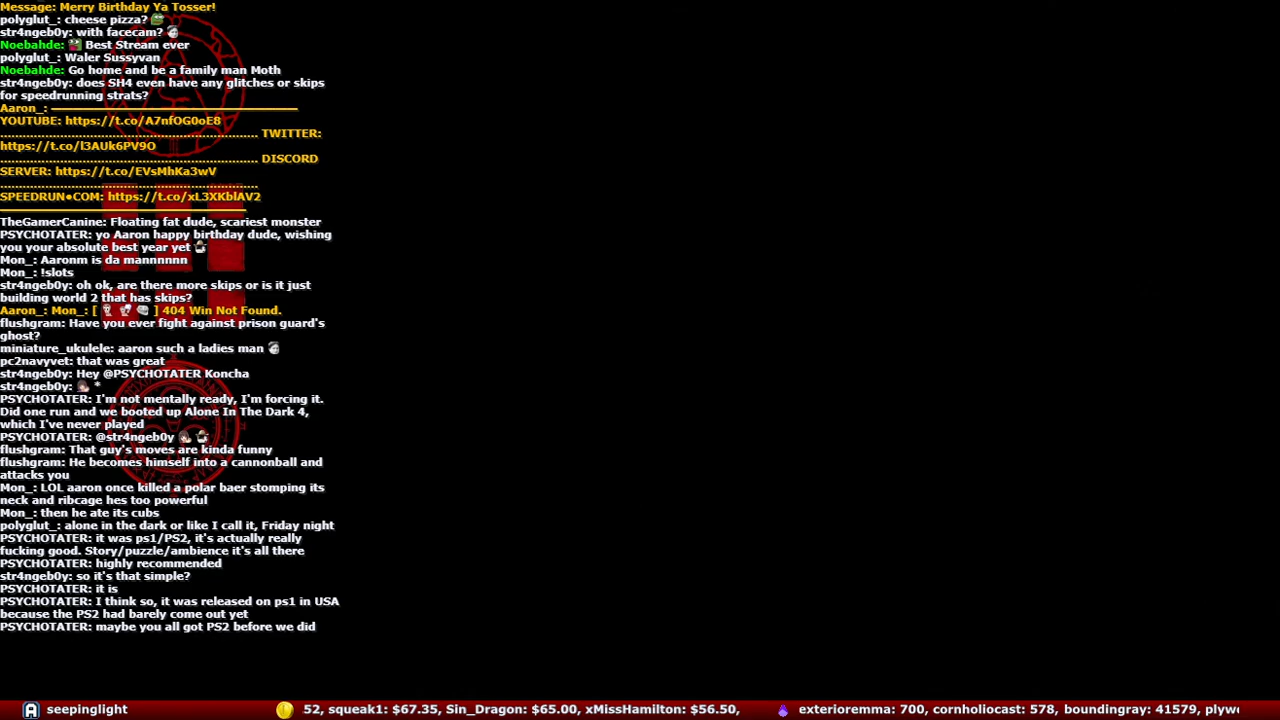 Message: Merry Birthday Ya Tosser!
polyglut_: cheese pizza?
str4ngeb0y: with facecam?
Noebahde: Best Stream ever
polyglut_: Waler Sussyvan
Noebahde: Go home and be a family man Moth
str4ngeb0y: does SH4 even have any glitches or skips
for speedrunning strats?
Aaron_: ————————————————————
YOUTUBE: https://t.co/A7nfOG0oE8
.................................................................. TWITTER:
https://t.co/l3AUk6PV9O
.................................................................. DISCORD
SERVER: https://t.co/EVsMhKa3wV
..................................................................
SPEEDRUN●COM: https://t.co/xL3XKblAV2
————————————————————
TheGamerCanine: Floating fat dude, scariest monster
PSYCHOTATER: yo Aaron happy birthday dude, wishing
you your absolute best year yet
Mon_: Aaronm is da mannnnnn
Mon_: !slots
str4ngeb0y: oh ok, are there more skips or is it just
building world 2 that has skips?
Aaron_: Mon_: [ ] 404 Win Not Found.
flushgram: Have you ever fight against prison guard's
ghost?
miniature_ukulele: aaron such a ladies man
pc2navyvet: that was great
str4ngeb0y: Hey @PSYCHOTATER Koncha
str4ngeb0y: *
PSYCHOTATER: I'm not mentally ready, I'm forcing it.
Did one run and we booted up Alone In The Dark 4,
which I've never played
PSYCHOTATER: @str4ngeb0y
flushgram: That guy's moves are kinda funny
flushgram: He becomes himself into a cannonball and
attacks you
Mon_: LOL aaron once killed a polar baer stomping its
neck and ribcage hes too powerful
Mon_: then he ate its cubs
polyglut_: alone in the dark or like I call it, Friday night
PSYCHOTATER: it was ps1/PS2, it's actually really
fucking good. Story/puzzle/ambience it's all there
PSYCHOTATER: highly recommended
str4ngeb0y: so it's that simple?
PSYCHOTATER: it is
PSYCHOTATER: I think so, it was released on ps1 in USA
because the PS2 had barely come out yet
PSYCHOTATER: maybe you all got PS2 before we did
A seepinglight 52, squeak1: $67.35, Sin_Dragon: $65.00, xMissHamilton: $56.50, exterioremma: 700, cornholiocast: 578, boundingray: 41579, plyw